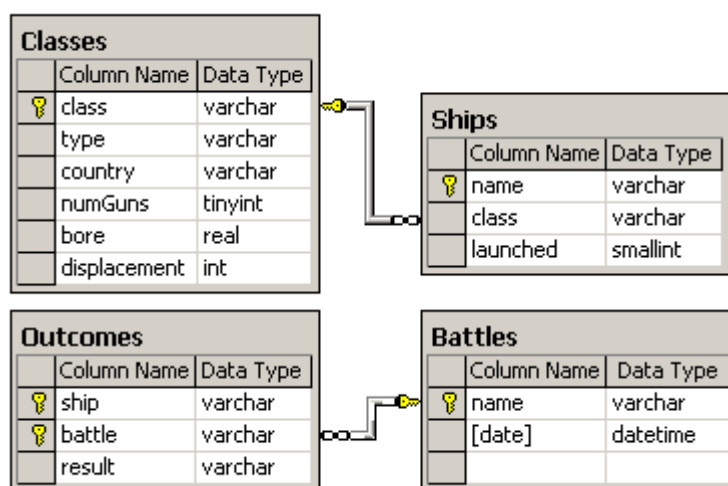 Classes
Column Name Data Type
class varchar
type varchar
country varchar
numGuns tinyint
bore real
displacement int
Ships
Column Name Data Type
name varchar
class varchar
launched smallint
Outcomes
Column Name Data Type
ship varchar
battle varchar
result varchar
Battles
Column Name Data Type
name varchar
[date] datetime